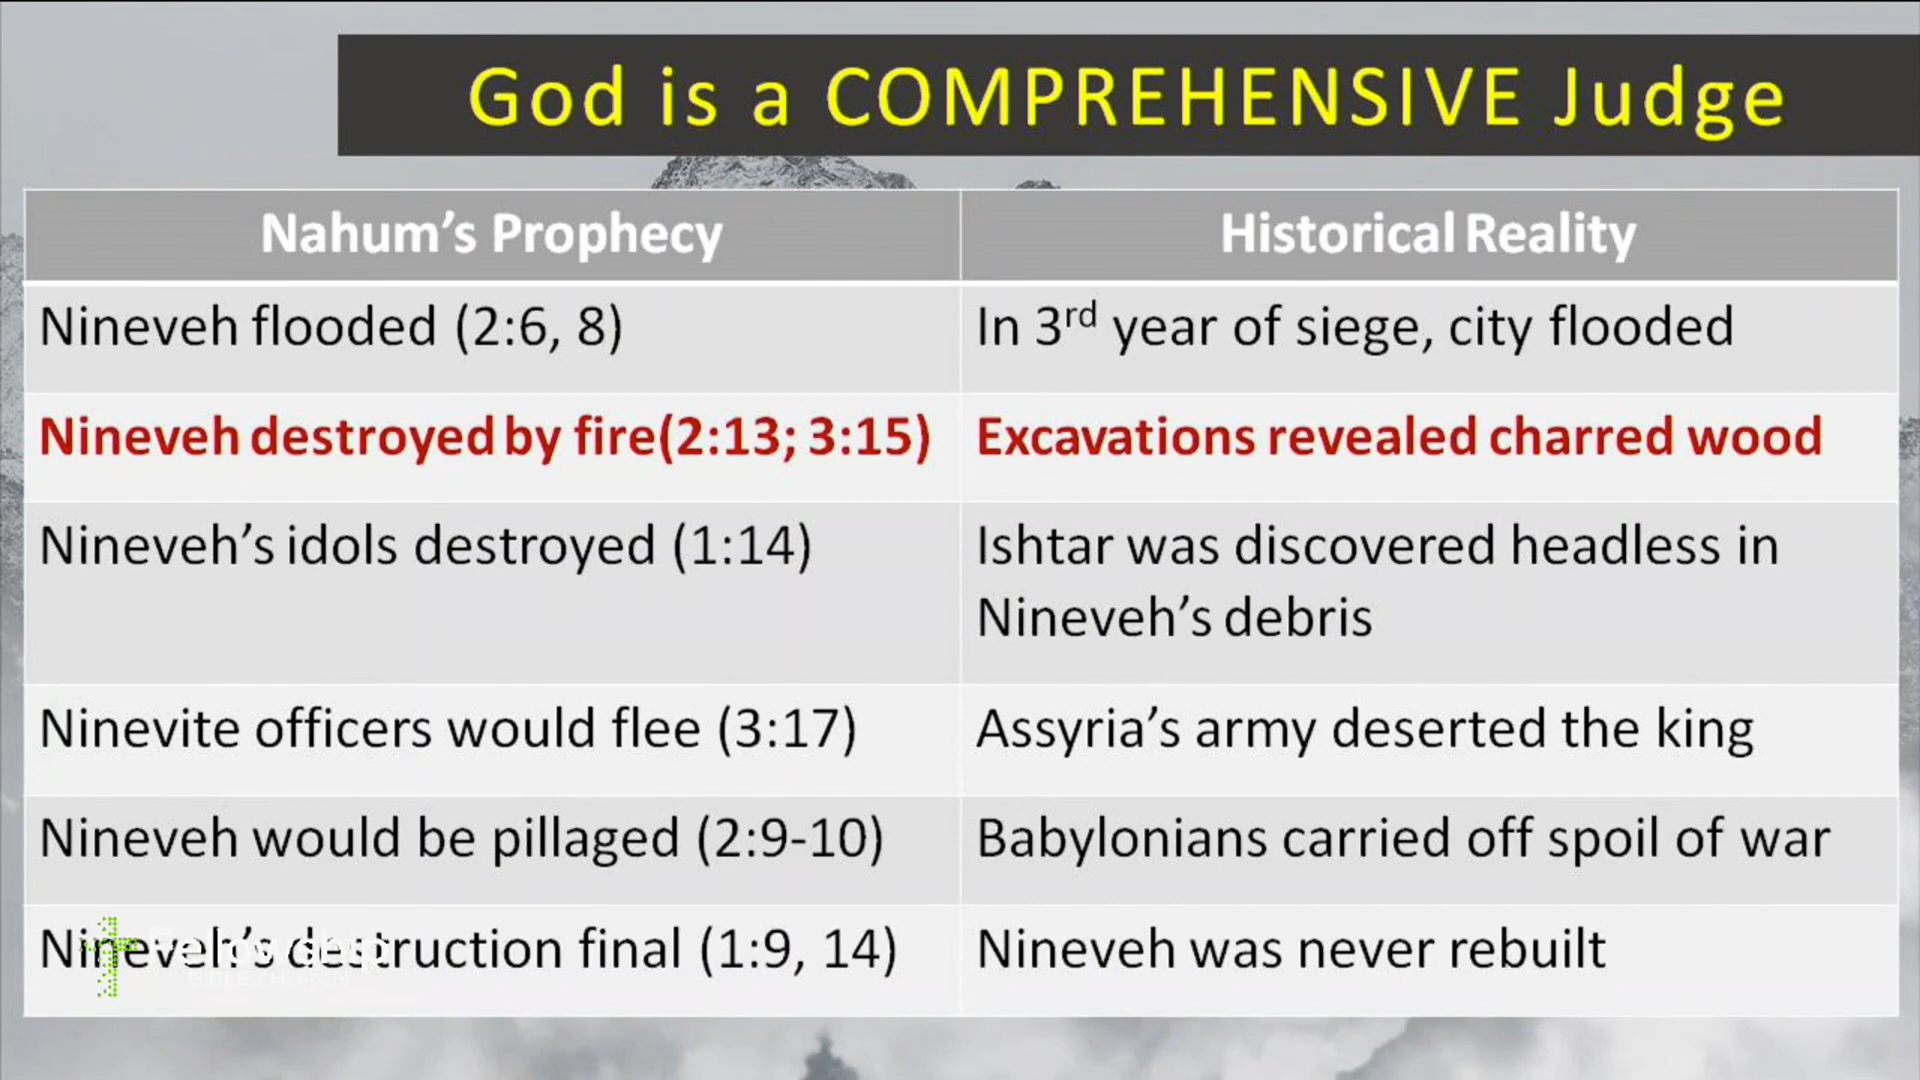 God is a COMPREHENSIVE Judge
Nahum’s Prophecy
Historical Reality
Nineveh flooded (2:6, 8)
In 3rd year of siege, city flooded
Nineveh destroyed by fire(2:13; 3:15)
Excavations revealed charred wood
Nineveh’s idols destroyed (1:14)
Ishtar was discovered headless in
Nineveh’s debris
Ninevite officers would flee (3:17)
Assyria’s army deserted the king
Nineveh would be pillaged (2:9-10)
Babylonians carried off spoil of war
Nineveh’s destruction final (1:9, 14)
Nineveh was never rebuilt
Fellowship
BIBLE CHURCH